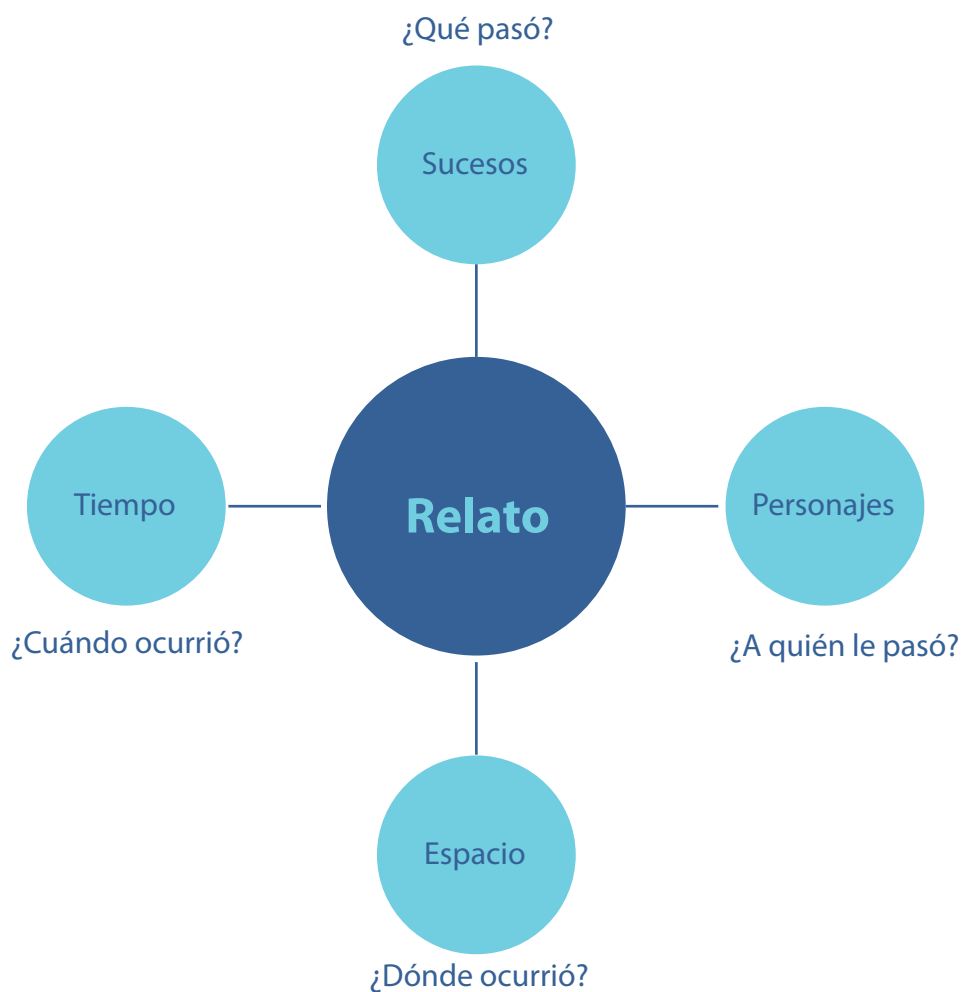 ¿Qué pasó?
Sucesos
Tiempo
Relato
Personajes
¿Cuándo ocurrió?
¿A quién le pasó?
Espacio
¿Dónde ocurrió?